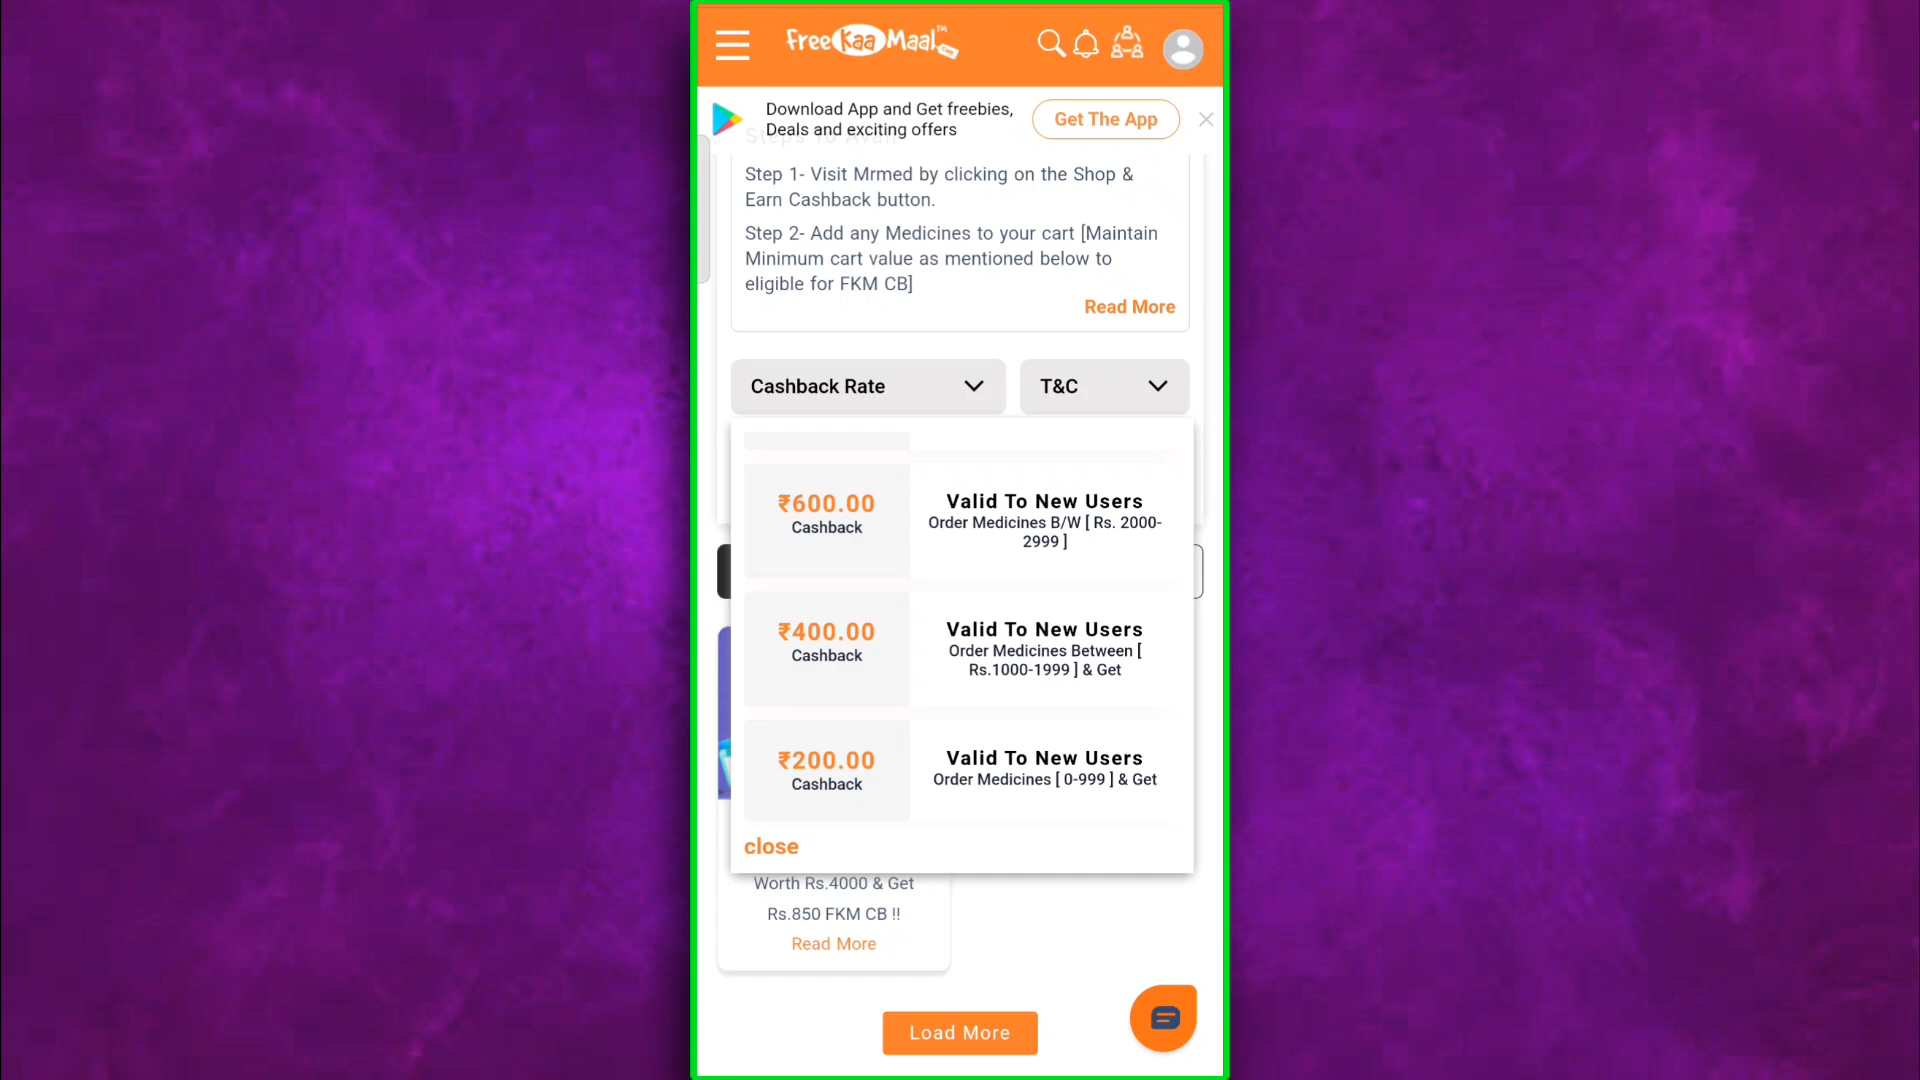 FreeKaaMaal™
.com
Download App and Get freebies,
Deals and exciting offers
Get The App
Steps To Avail
Step 1- Visit Mrmed by clicking on the Shop &
Earn Cashback button.
Step 2- Add any Medicines to your cart [Maintain
Minimum cart value as mentioned below to
eligible for FKM CB]
Read More
Cashback Rate
T&C
₹600.00
Cashback
Valid To New Users
Order Medicines B/W [ Rs. 2000-
2999 ]
₹400.00
Cashback
Valid To New Users
Order Medicines Between [
Rs.1000-1999 ] & Get
₹200.00
Cashback
Valid To New Users
Order Medicines [ 0-999 ] & Get
close
Worth Rs.4000 & Get
Rs.850 FKM CB !!
Read More
Load More